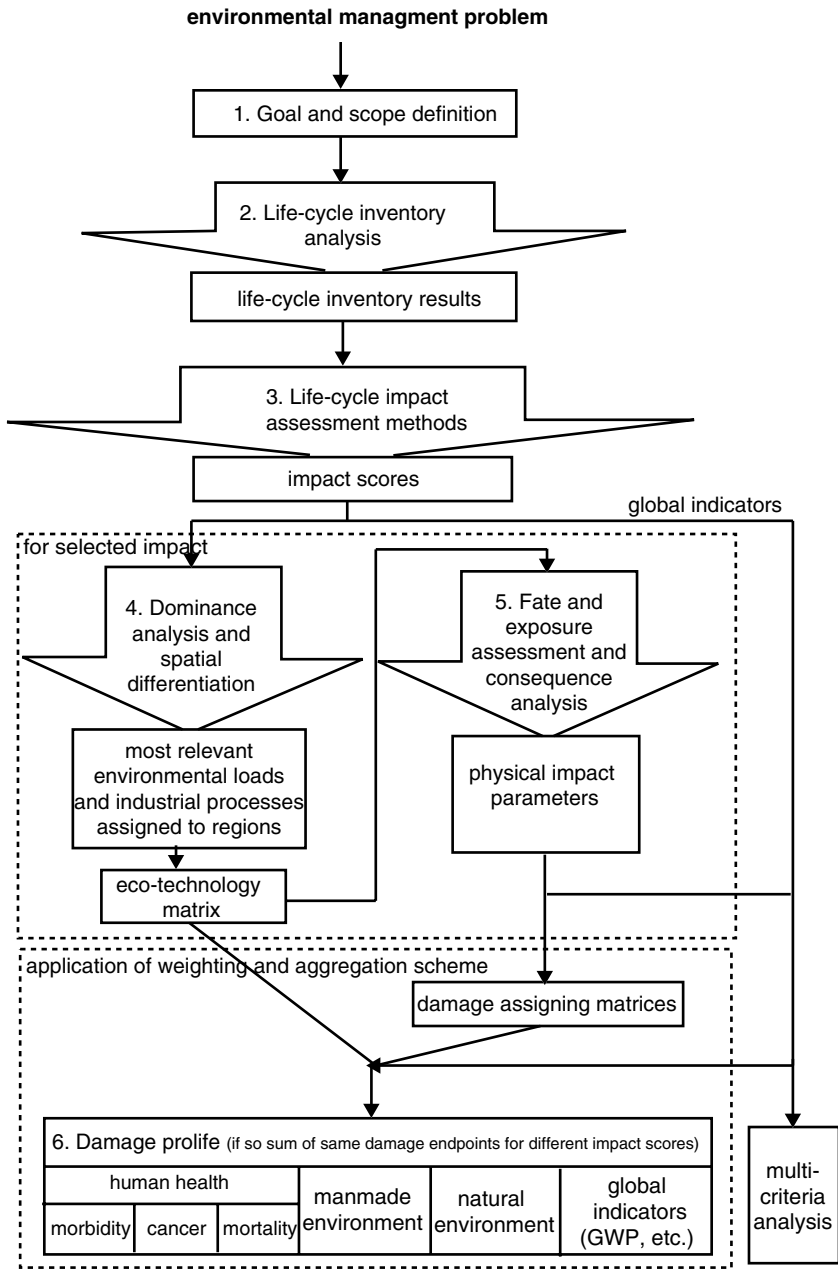 environmental managment problem
1. Goal and scope definition
2. Life-cycle inventory
analysis
life-cycle inventory results
3. Life-cycle impact
assessment methods
impact scores
global indicators
for selected impact
4. Dominance
analysis and
spatial
differentiation
5. Fate and
exposure
assessment and
consequence
analysis
most relevant
environmental loads
and industrial processes
assigned to regions
physical impact
parameters
eco-technology
matrix
application of weighting and aggregation scheme
damage assigning matrices
6. Damage prolife (if so sum of same damage endpoints for different impact scores)
human health
morbidity
cancer
mortality
manmade
environment
natural
environment
global
indicators
(GWP, etc.)
multi-
criteria
analysis